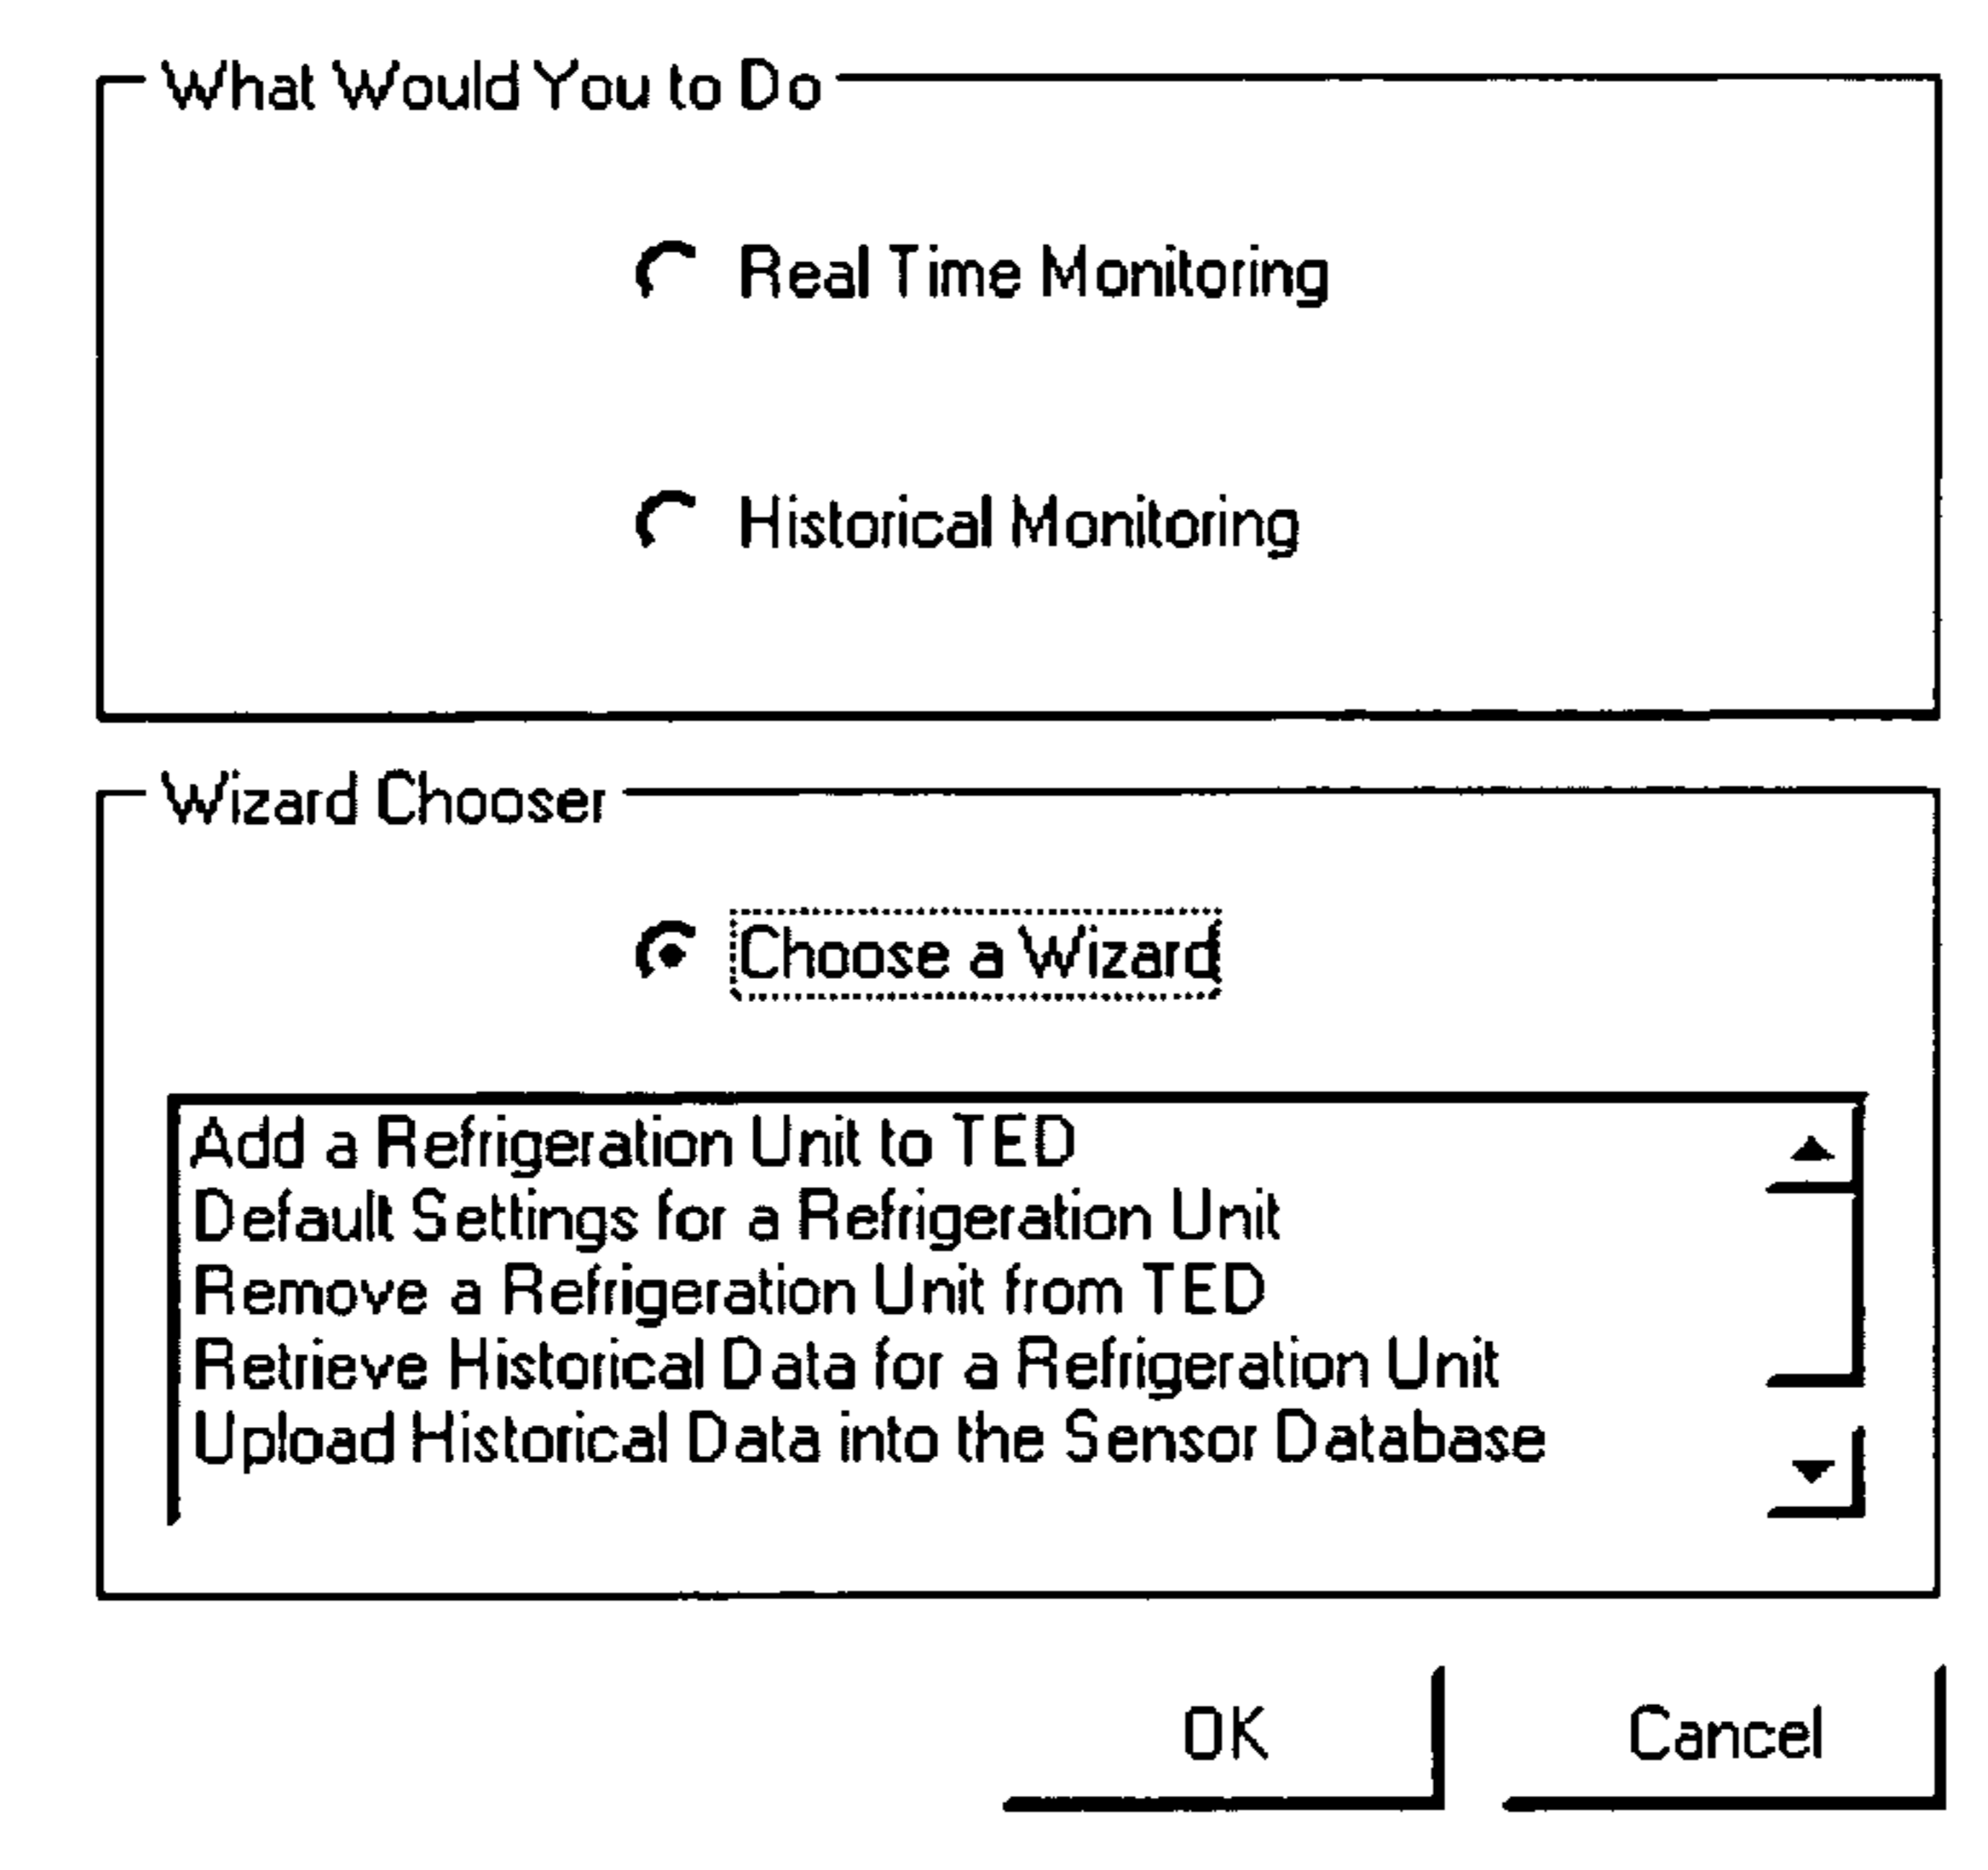 What Would You to Do
Real Time Monitoring
Historical Monitoring
Wizard Chooser
Choose a Wizard
Add a Refrigeration Unit to TED
Default Settings for a Refrigeration Unit
Remove a Refrigeration Unit from TED
Retrieve Historical Data for a Refrigeration Unit
Upload Historical Data into the Sensor Database
OK Cancel